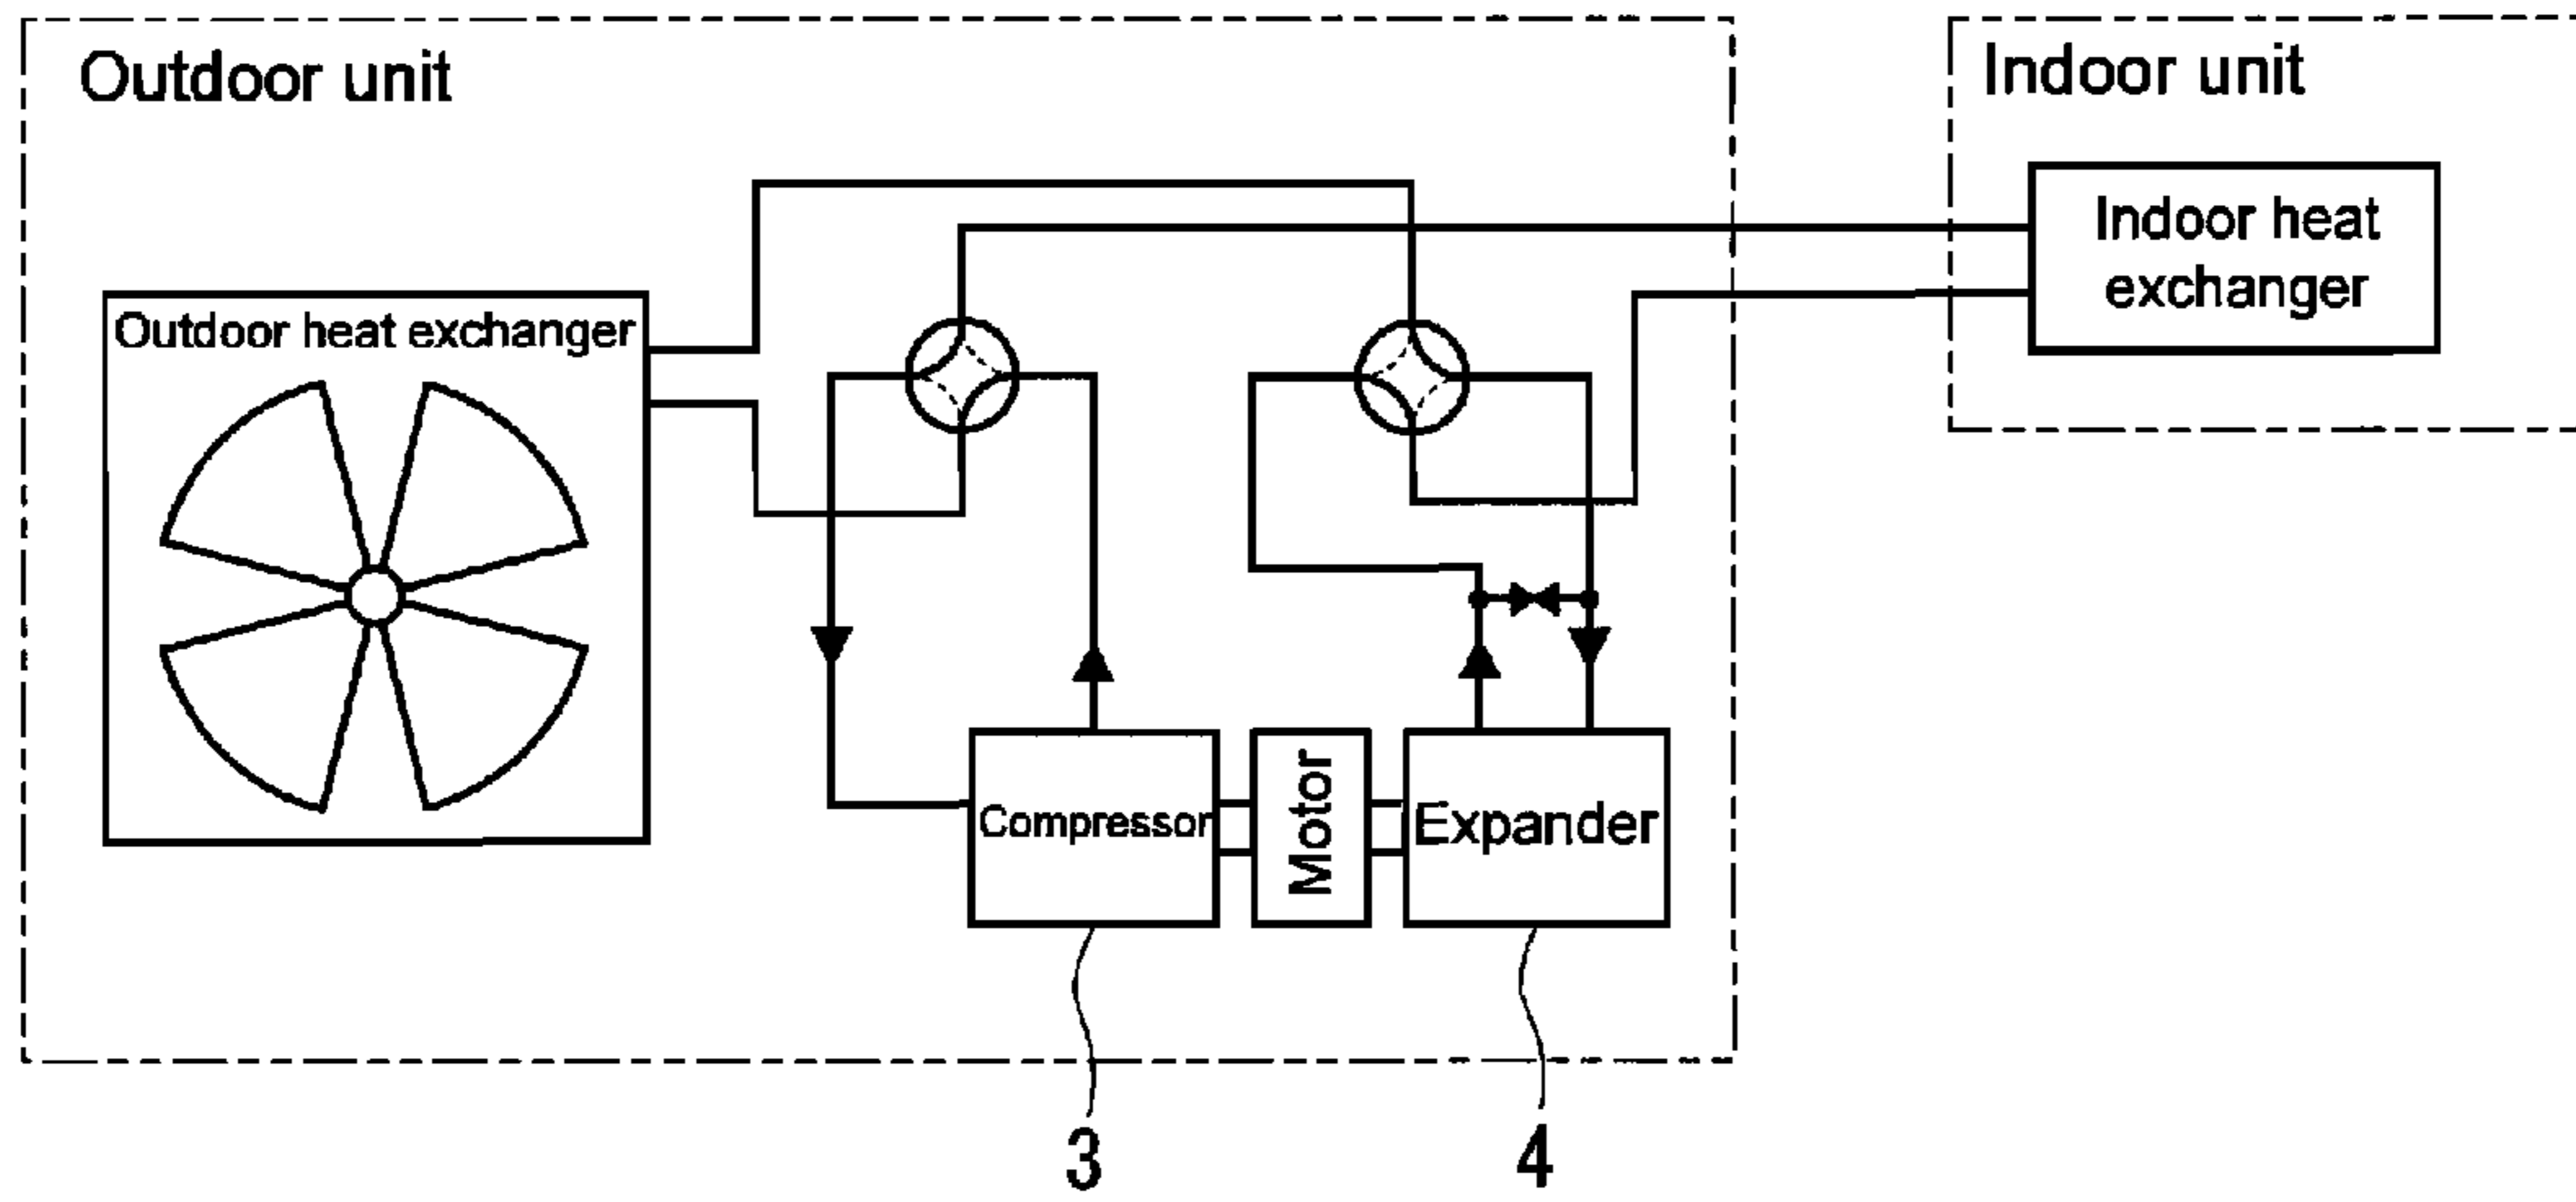 Outdoor unit
Indoor unit
Indoor heat
exchanger
Outdoor heat exchanger
Compressor
Motor
Expander
3
4